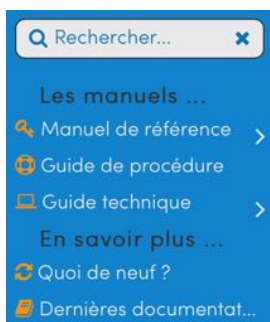 Rechercher...
Les manuels ...
Manuel de référence
Guide de procédure
Guide technique
En savoir plus ...
Quoi de neuf ?
Dernières documentat...